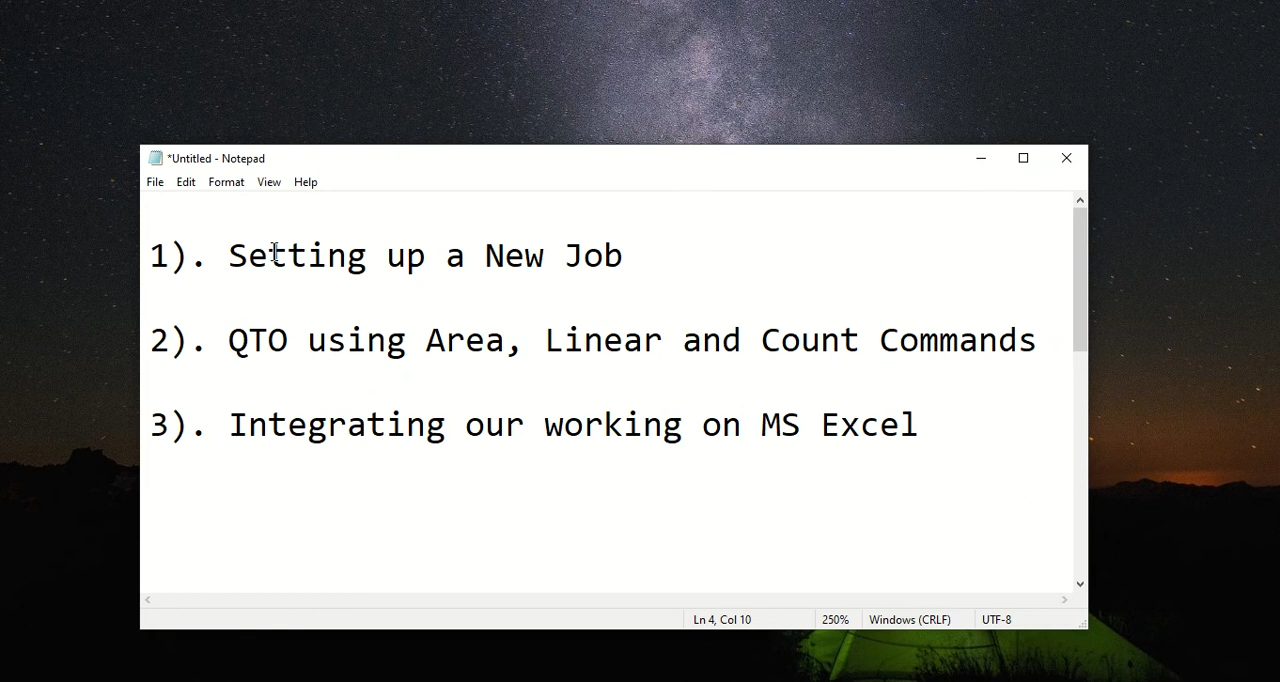 *Untitled - Notepad
File Edit Format View Help
1). Setting up a New Job
2). QTO using Area, Linear and Count Commands
3). Integrating our working on MS Excel
Ln 4, Col 10 250% Windows (CRLF) UTF-8